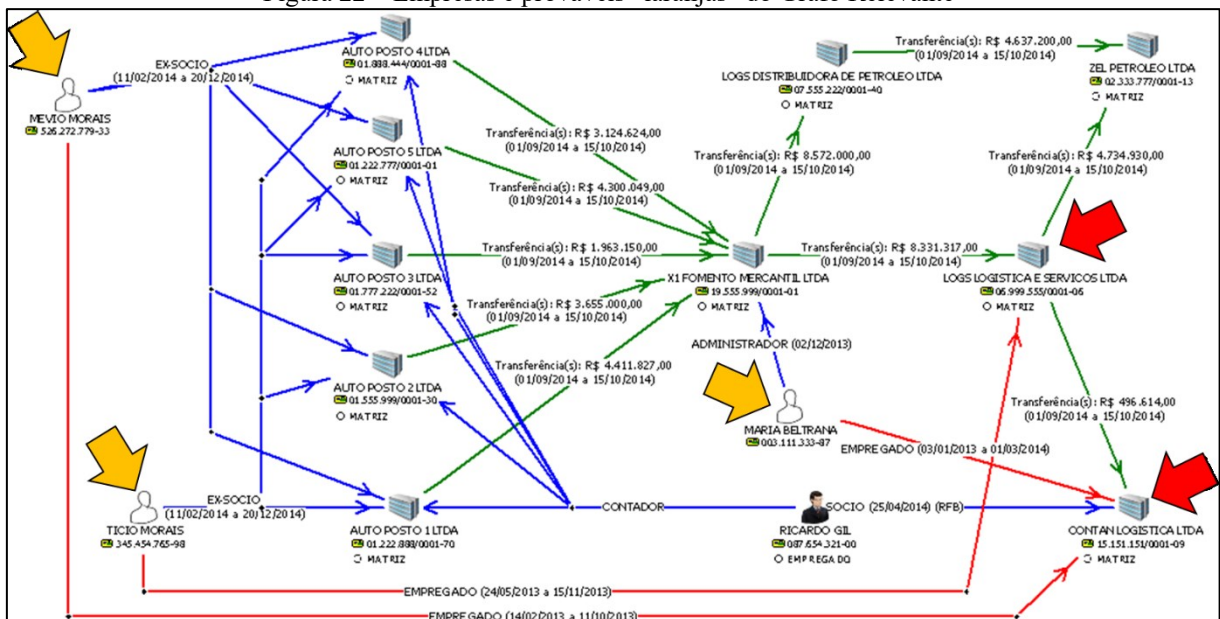 Figura 22 – Empresas e prováveis "laranjas" do Grafo Relevante
AUTO POSTO 4 LTDA
01.888.444/0001-88
MATRIZ
EX-SOCIO
(11/02/2014 a 20/12/2014)
MEVIO MORAIS
526.272.779-33
AUTO POSTO 5 LTDA
01.222.777/0001-01
MATRIZ
AUTO POSTO 3 LTDA
01.777.222/0001-52
MATRIZ
AUTO POSTO 2 LTDA
01.555.999/0001-30
MATRIZ
EX-SOCIO
(11/02/2014 a 20/12/2014)
TICIO MORAIS
345.454.765-98
AUTO POSTO 1 LTDA
01.222.888/0001-70
MATRIZ
Transferência(s): R$ 3.124.624,00
(01/09/2014 a 15/10/2014)
Transferência(s): R$ 4.300.049,00
(01/09/2014 a 15/10/2014)
Transferência(s): R$ 1.963.150,00
(01/09/2014 a 15/10/2014)
Transferência(s): R$ 3.655.000,00
(01/09/2014 a 15/10/2014)
Transferência(s): R$ 4.411.827,00
(01/09/2014 a 15/10/2014)
X1 FOMENTO MERCANTIL LTDA
19.555.999/0001-01
MATRIZ
LOGS DISTRIBUIDORA DE PETROLEO LTDA
07.555.222/0001-40
MATRIZ
Transferência(s): R$ 4.637.200,00
(01/09/2014 a 15/10/2014)
ZEL PETROLEO LTDA
02.333.777/0001-13
MATRIZ
Transferência(s): R$ 8.572.000,00
(01/09/2014 a 15/10/2014)
Transferência(s): R$ 4.734.930,00
(01/09/2014 a 15/10/2014)
Transferência(s): R$ 8.331.317,00
(01/09/2014 a 15/10/2014)
LOGS LOGISTICA E SERVICOS LTDA
06.999.555/0001-06
MATRIZ
ADMINISTRADOR (02/12/2013)
MARIA BELTRANA
003.111.333-87
Transferência(s): R$ 496.614,00
(01/09/2014 a 15/10/2014)
EMPREGADO (03/01/2013 a 01/03/2014)
CONTADOR
SOCIO (25/04/2014) (RFB)
RICARDO GIL
087.654.321-00
EMPREGADO
CONTAN LOGISTICA LTDA
15.151.151/0001-09
MATRIZ
EMPREGADO (24/05/2013 a 15/11/2013)
EMPREGADO (14/02/2013 a 11/10/2013)